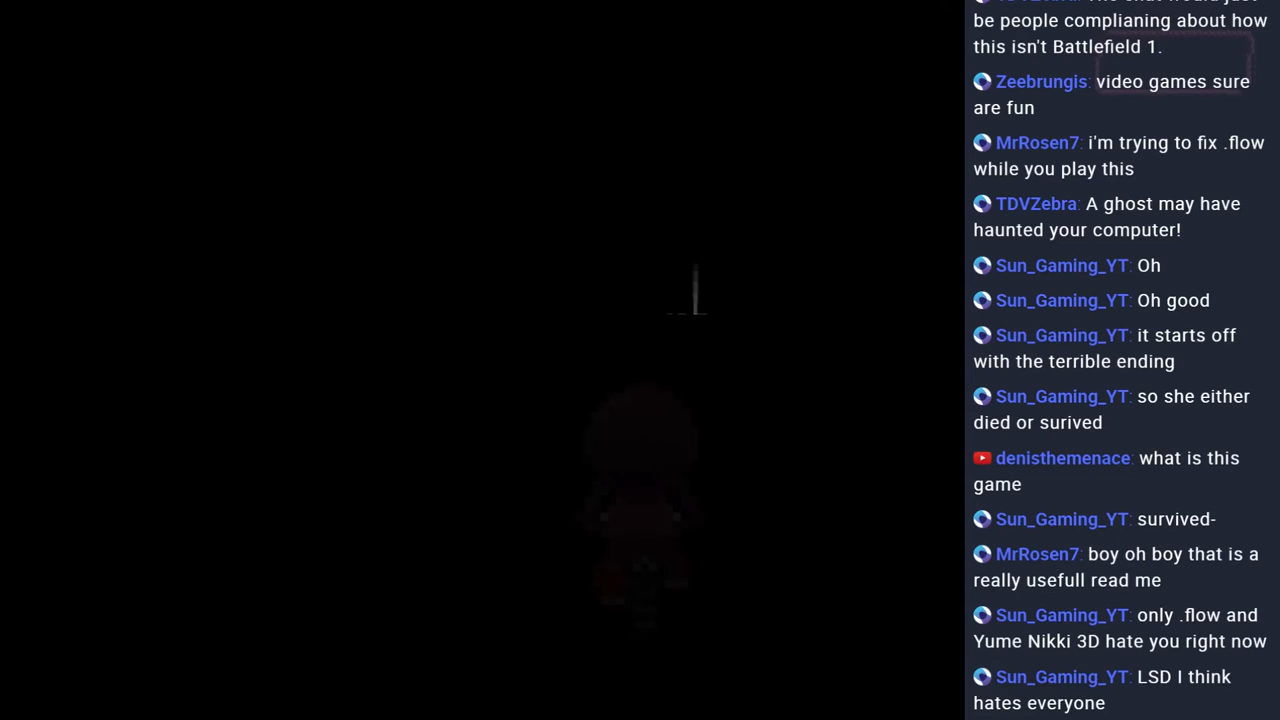 be people complianing about how
this isn't Battlefield 1.
Zeebrungis: video games sure
are fun
MrRosen7: i'm trying to fix .flow
while you play this
TDVZebra: A ghost may have
haunted your computer!
Sun_Gaming_YT: Oh
Sun_Gaming_YT: Oh good
Sun_Gaming_YT: it starts off
with the terrible ending
Sun_Gaming_YT: so she either
died or surived
denisthemenace: what is this
game
Sun_Gaming_YT: survived-
MrRosen7: boy oh boy that is a
really usefull read me
Sun_Gaming_YT: only .flow and
Yume Nikki 3D hate you right now
Sun_Gaming_YT: LSD I think
hates everyone